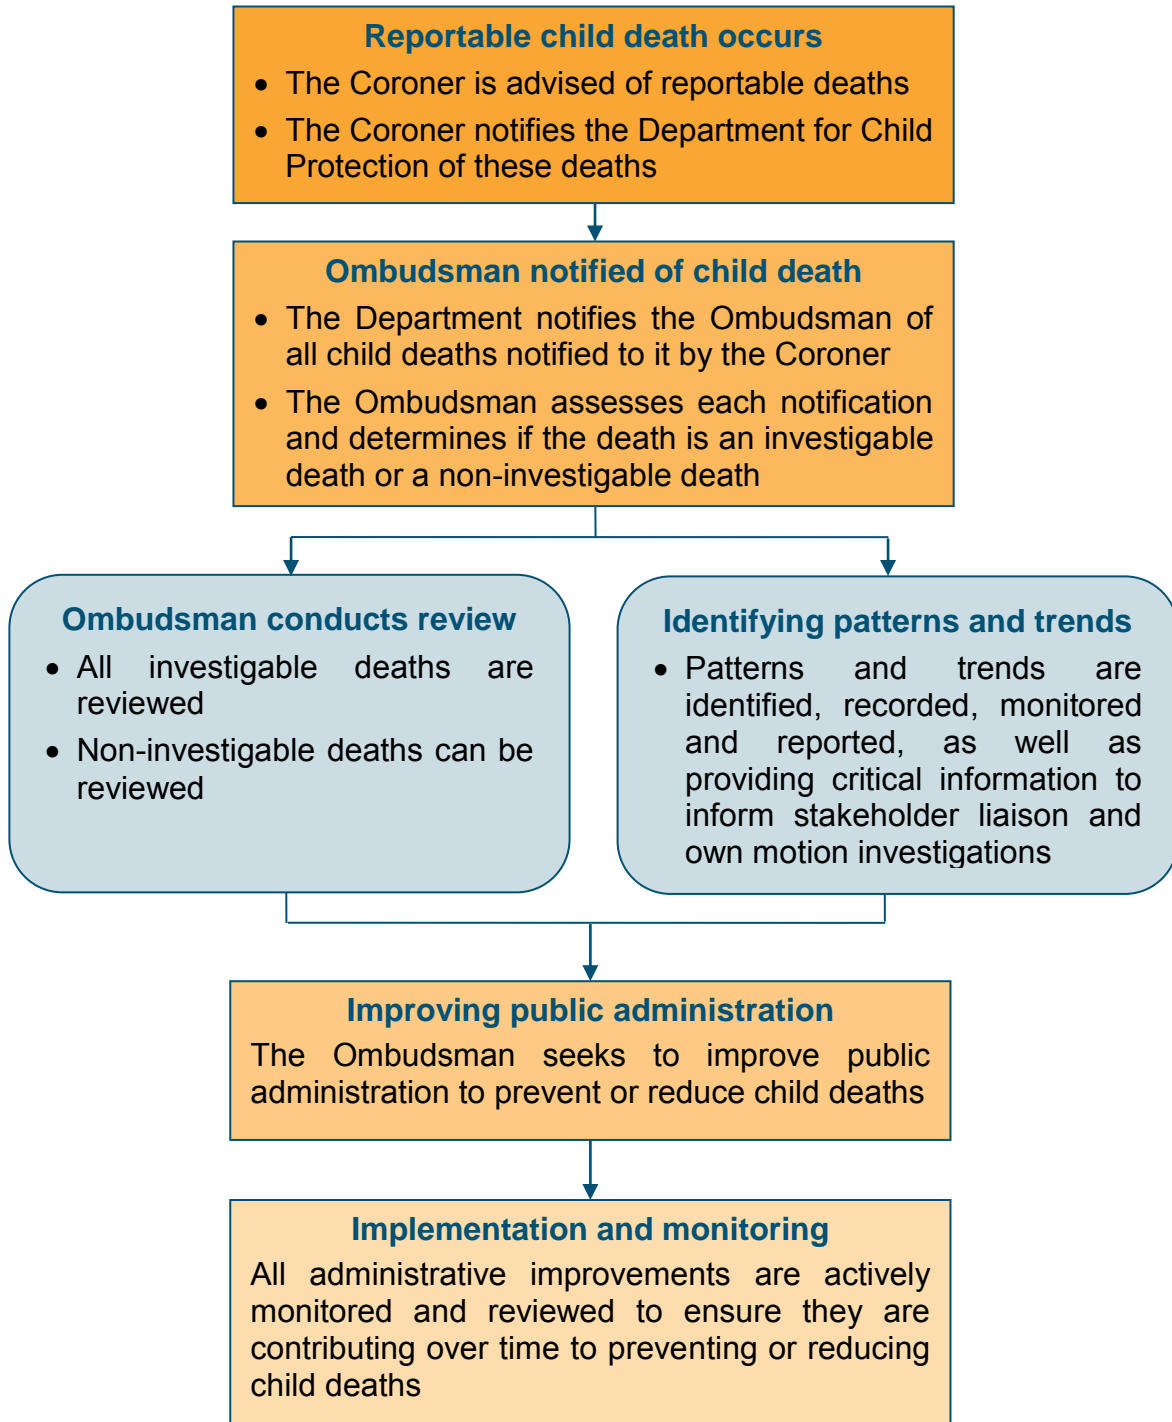 Reportable child death occurs
• The Coroner is advised of reportable deaths
• The Coroner notifies the Department for Child
Protection of these deaths
Ombudsman notified of child death
• The Department notifies the Ombudsman of
all child deaths notified to it by the Coroner
• The Ombudsman assesses each notification
and determines if the death is an investigable
death or a non-investigable death
Ombudsman conducts review
• All investigable deaths are
reviewed
• Non-investigable deaths can be
reviewed
Identifying patterns and trends
• Patterns and trends are
identified, recorded, monitored
and reported, as well as
providing critical information to
inform stakeholder liaison and
own motion investigations
Improving public administration
The Ombudsman seeks to improve public
administration to prevent or reduce child deaths
Implementation and monitoring
All administrative improvements are actively
monitored and reviewed to ensure they are
contributing over time to preventing or reducing
child deaths